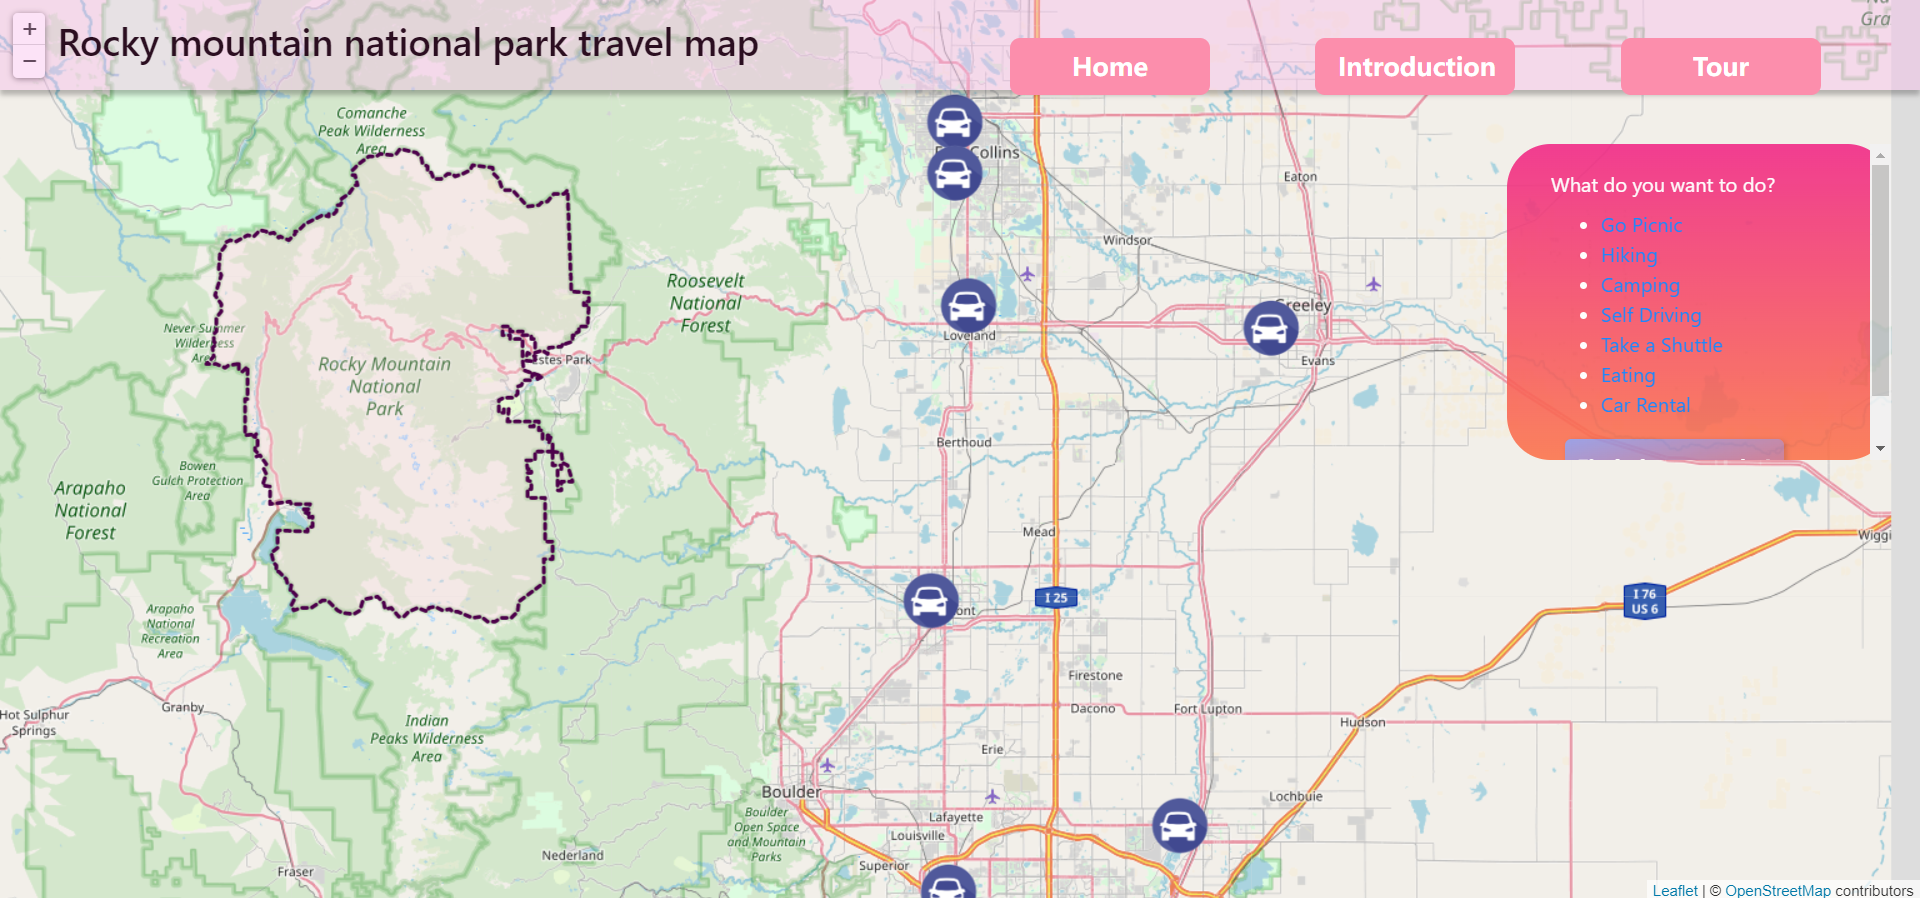 +
−
Rocky mountain national park travel map
Home
Introduction
Tour
Gra
Comanche
Peak Wilderness
Area
Collins
Eaton
Windsor
Roosevelt
National
Forest
Greeley
Loveland
Evans
Never Summer
Wilderness
Area
Rocky Mountain
National
Park
Estes Park
What do you want to do?
Go Picnic
Hiking
Camping
Self Driving
Take a Shuttle
Eating
Car Rental
Berthoud
Bowen
Gulch Protection
Area
Arapaho
National
Forest
Mead
Wiggi
I 25
I 76
US 6
ont
Arapaho
National
Recreation
Area
Firestone
Dacono
Fort Lupton
Hudson
Granby
Hot Sulphur
Springs
Indian
Peaks Wilderness
Area
Erie
Boulder
Boulder
Open Space
and Mountain
Parks
Lochbuie
Lafayette
Louisville
Superior
Nederland
Fraser
Leaflet | © OpenStreetMap contributors